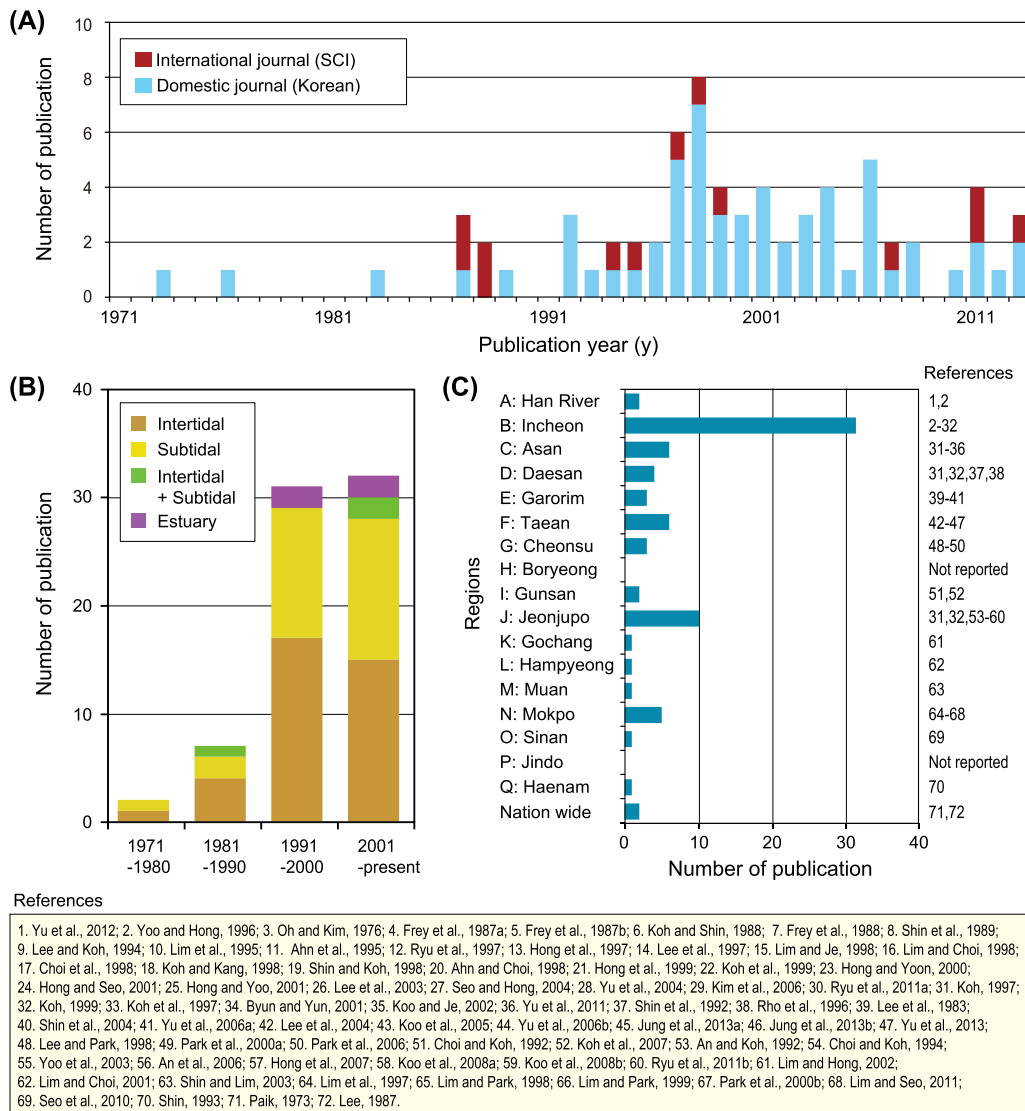 (A)
10
8
6
4
2
0
Number of publication
International journal (SCI)
Domestic journal (Korean)
1971
1981
1991
2001
2011
Publication year (y)
(B)
40
30
20
10
0
Number of publication
Intertidal
Subtidal
Intertidal
+ Subtidal
Estuary
1971
-1980
1981
-1990
1991
-2000
2001
-present
(C)
References
Regions
A: Han River 1,2
B: Incheon 2-32
C: Asan 31-36
D: Daesan 31,32,37,38
E: Garorim 39-41
F: Taean 42-47
G: Cheonsu 48-50
H: Boryeong Not reported
I: Gunsan 51,52
J: Jeonjupo 31,32,53-60
K: Gochang 61
L: Hampyeong 62
M: Muan 63
N: Mokpo 64-68
O: Sinan 69
P: Jindo Not reported
Q: Haenam 70
Nation wide 71,72
0 10 20 30 40
Number of publication
References
1. Yu et al., 2012; 2. Yoo and Hong, 1996; 3. Oh and Kim, 1976; 4. Frey et al., 1987a; 5. Frey et al., 1987b; 6. Koh and Shin, 1988; 7. Frey et al., 1988; 8. Shin et al., 1989;
9. Lee and Koh, 1994; 10. Lim et al., 1995; 11. Ahn et al., 1995; 12. Ryu et al., 1997; 13. Hong et al., 1997; 14. Lee et al., 1997; 15. Lim and Je, 1998; 16. Lim and Choi, 1998;
17. Choi et al., 1998; 18. Koh and Kang, 1998; 19. Shin and Koh, 1998; 20. Ahn and Choi, 1998; 21. Hong et al., 1999; 22. Koh et al., 1999; 23. Hong and Yoon, 2000;
24. Hong and Seo, 2001; 25. Hong and Yoo, 2001; 26. Lee et al., 2003; 27. Seo and Hong, 2004; 28. Yu et al., 2004; 29. Kim et al., 2006; 30. Ryu et al., 2011a; 31. Koh, 1997;
32. Koh, 1999; 33. Koh et al., 1997; 34. Byun and Yun, 2001; 35. Koo and Je, 2002; 36. Yu et al., 2011; 37. Shin et al., 1992; 38. Rho et al., 1996; 39. Lee et al., 1983;
40. Shin et al., 2004; 41. Yu et al., 2006a; 42. Lee et al., 2004; 43. Koo et al., 2005; 44. Yu et al., 2006b; 45. Jung et al., 2013a; 46. Jung et al., 2013b; 47. Yu et al., 2013;
48. Lee and Park, 1998; 49. Park et al., 2000a; 50. Park et al., 2006; 51. Choi and Koh, 1992; 52. Koh et al., 2007; 53. An and Koh, 1992; 54. Choi and Koh, 1994;
55. Yoo et al., 2003; 56. An et al., 2006; 57. Hong et al., 2007; 58. Koo et al., 2008a; 59. Koo et al., 2008b; 60. Ryu et al., 2011b; 61. Lim and Hong, 2002;
62. Lim and Choi, 2001; 63. Shin and Lim, 2003; 64. Lim et al., 1997; 65. Lim and Park, 1998; 66. Lim and Park, 1999; 67. Park et al., 2000b; 68. Lim and Seo, 2011;
69. Seo et al., 2010; 70. Shin, 1993; 71. Paik, 1973; 72. Lee, 1987.